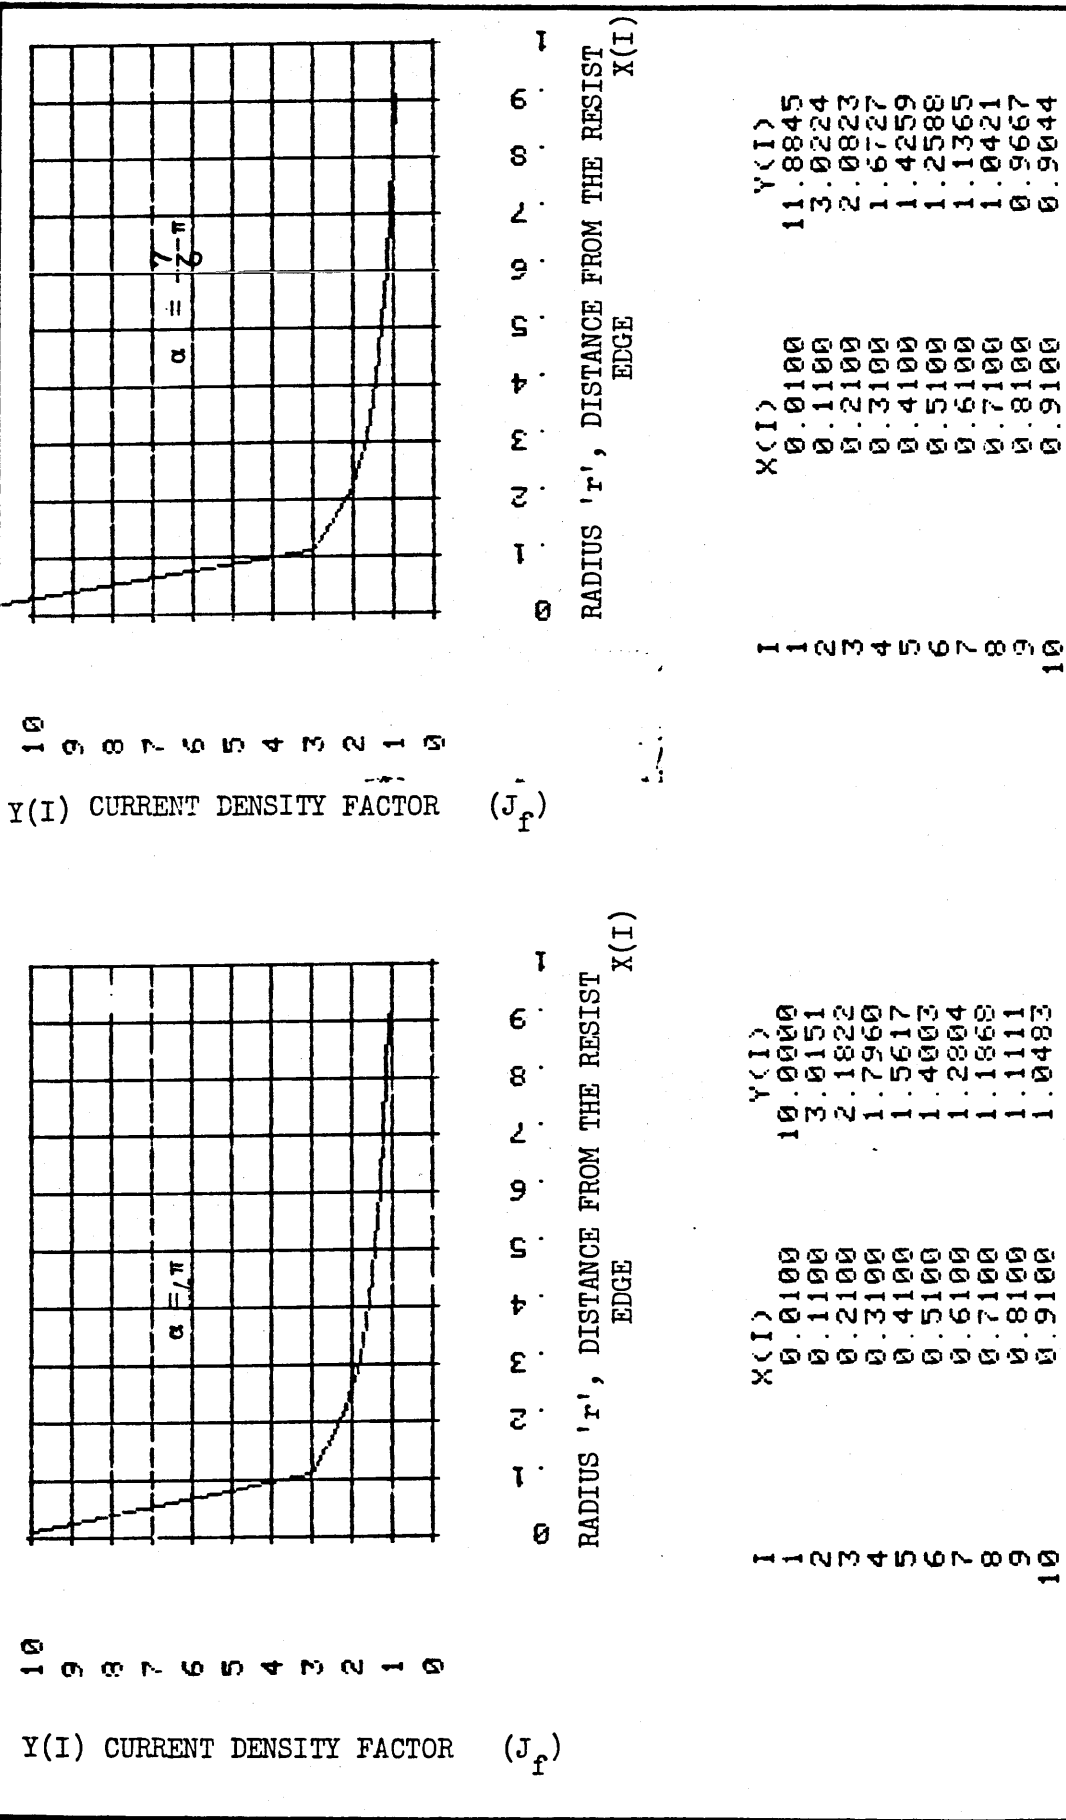 Y(I) CURRENT DENSITY FACTOR (J_f)
10
9
8
7
6
5
4
3
2
1
0
α = π
0 .1 .2 .3 .4 .5 .6 .7 .8 .9 1
RADIUS 'r', DISTANCE FROM THE RESIST
EDGE X(I)
I X(I) Y(I)
1 0.0100 10.0000
2 0.1100 3.0151
3 0.2100 2.1822
4 0.3100 1.7960
5 0.4100 1.5617
6 0.5100 1.4003
7 0.6100 1.2804
8 0.7100 1.1868
9 0.8100 1.1111
10 0.9100 1.0483
Y(I) CURRENT DENSITY FACTOR (J_f)
10
9
8
7
6
5
4
3
2
1
0
α = 7/6 π
0 .1 .2 .3 .4 .5 .6 .7 .8 .9 1
RADIUS 'r', DISTANCE FROM THE RESIST
EDGE X(I)
I X(I) Y(I)
1 0.0100 11.8845
2 0.1100 3.0224
3 0.2100 2.0823
4 0.3100 1.6727
5 0.4100 1.4259
6 0.5100 1.2588
7 0.6100 1.1365
8 0.7100 1.0421
9 0.8100 0.9667
10 0.9100 0.9044